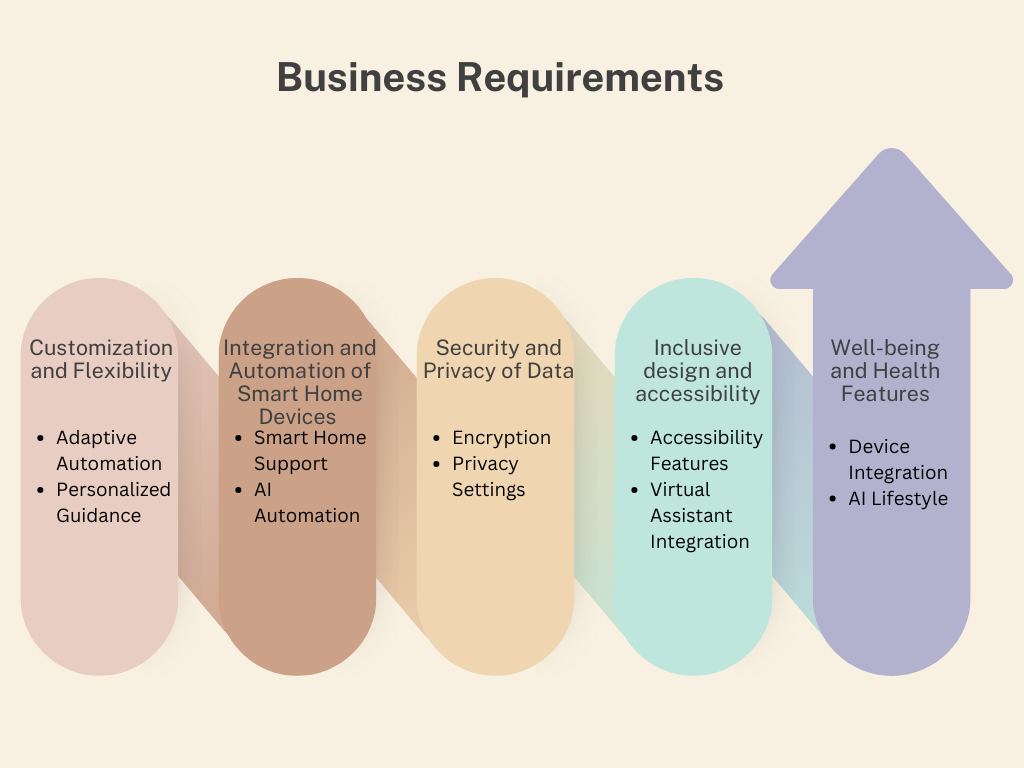 Business Requirements
Customization
and Flexibility
• Adaptive
Automation
• Personalized
Guidance
Integration and
Automation of
Smart Home
Devices
• Smart Home
Support
• AI
Automation
Security and
Privacy of Data
• Encryption
• Privacy
Settings
Inclusive
design and
accessibility
• Accessibility
Features
• Virtual
Assistant
Integration
Well-being
and Health
Features
• Device
Integration
• AI Lifestyle